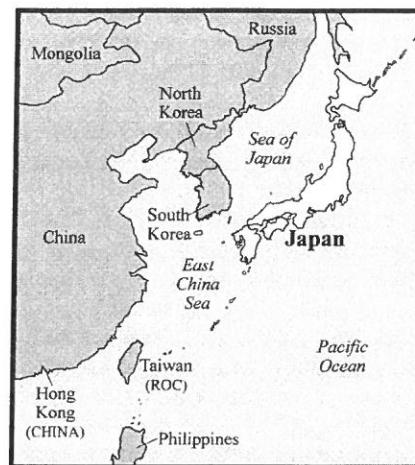 Russia
Mongolia
North
Korea
Sea of
Japan
South
Korea
China
Japan
East
China
Sea
Pacific
Ocean
Taiwan
(ROC)
Hong
Kong
(CHINA)
Philippines